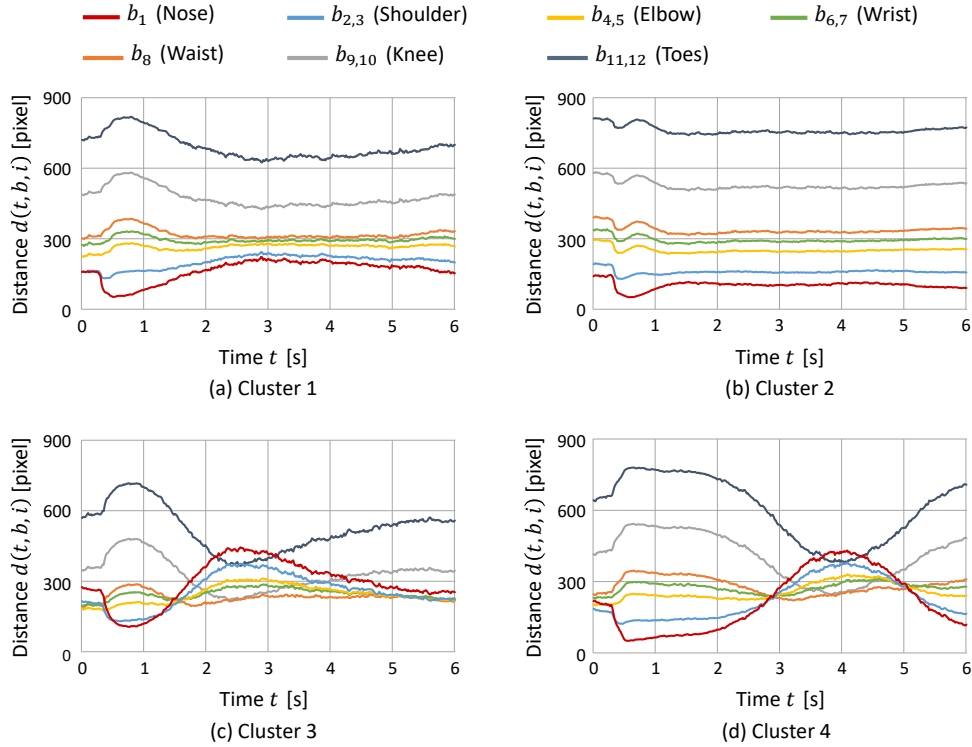 b₁ (Nose) b₂,₃ (Shoulder) b₄,₅ (Elbow) b₆,₇ (Wrist)
b₈ (Waist) b₉,₁₀ (Knee) b₁₁,₁₂ (Toes)
Distance d(t, b, i) [pixel]
900
600
300
0
0 1 2 3 4 5 6
Time t [s]
(a) Cluster 1
Distance d(t, b, i) [pixel]
900
600
300
0
0 1 2 3 4 5 6
Time t [s]
(b) Cluster 2
Distance d(t, b, i) [pixel]
900
600
300
0
0 1 2 3 4 5 6
Time t [s]
(c) Cluster 3
Distance d(t, b, i) [pixel]
900
600
300
0
0 1 2 3 4 5 6
Time t [s]
(d) Cluster 4